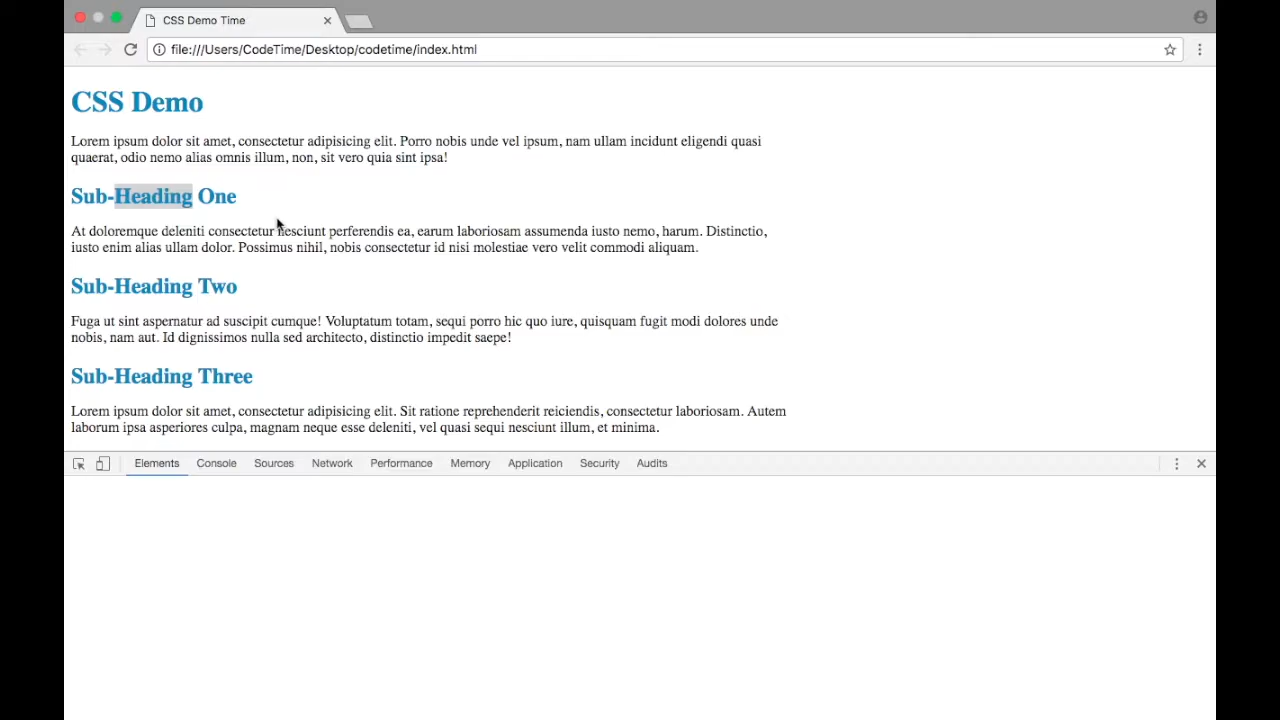 CSS Demo Time
file:///Users/CodeTime/Desktop/codetime/index.html
CSS Demo
Lorem ipsum dolor sit amet, consectetur adipisicing elit. Porro nobis unde vel ipsum, nam ullam incidunt eligendi quasi
quaerat, odio nemo alias omnis illum, non, sit vero quia sint ipsa!
Sub-Heading One
At doloremque deleniti consectetur nesciunt perferendis ea, earum laboriosam assumenda iusto nemo, harum. Distinctio,
iusto enim alias ullam dolor. Possimus nihil, nobis consectetur id nisi molestiae vero velit commodi aliquam.
Sub-Heading Two
Fuga ut sint aspernatur ad suscipit cumque! Voluptatum totam, sequi porro hic quo iure, quisquam fugit modi dolores unde
nobis, nam aut. Id dignissimos nulla sed architecto, distinctio impedit saepe!
Sub-Heading Three
Lorem ipsum dolor sit amet, consectetur adipisicing elit. Sit ratione reprehenderit reiciendis, consectetur laboriosam. Autem
laborum ipsa asperiores culpa, magnam neque esse deleniti, vel quasi sequi nesciunt illum, et minima.
Elements Console Sources Network Performance Memory Application Security Audits